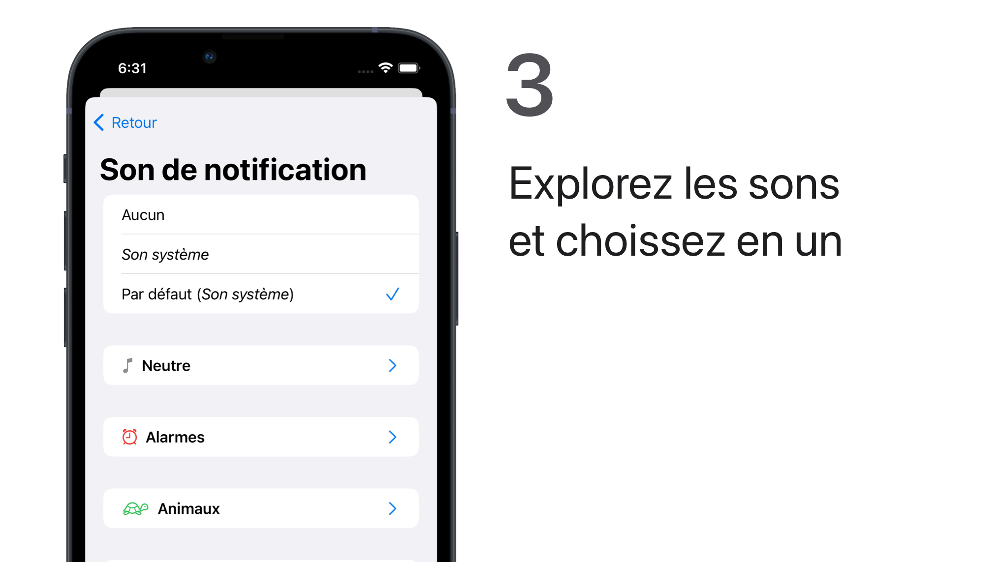 6:31
Retour
Son de notification
Aucun
Son système
Par défaut (Son système)
Neutre
Alarmes
Animaux
3
Explorez les sons
et choissez en un